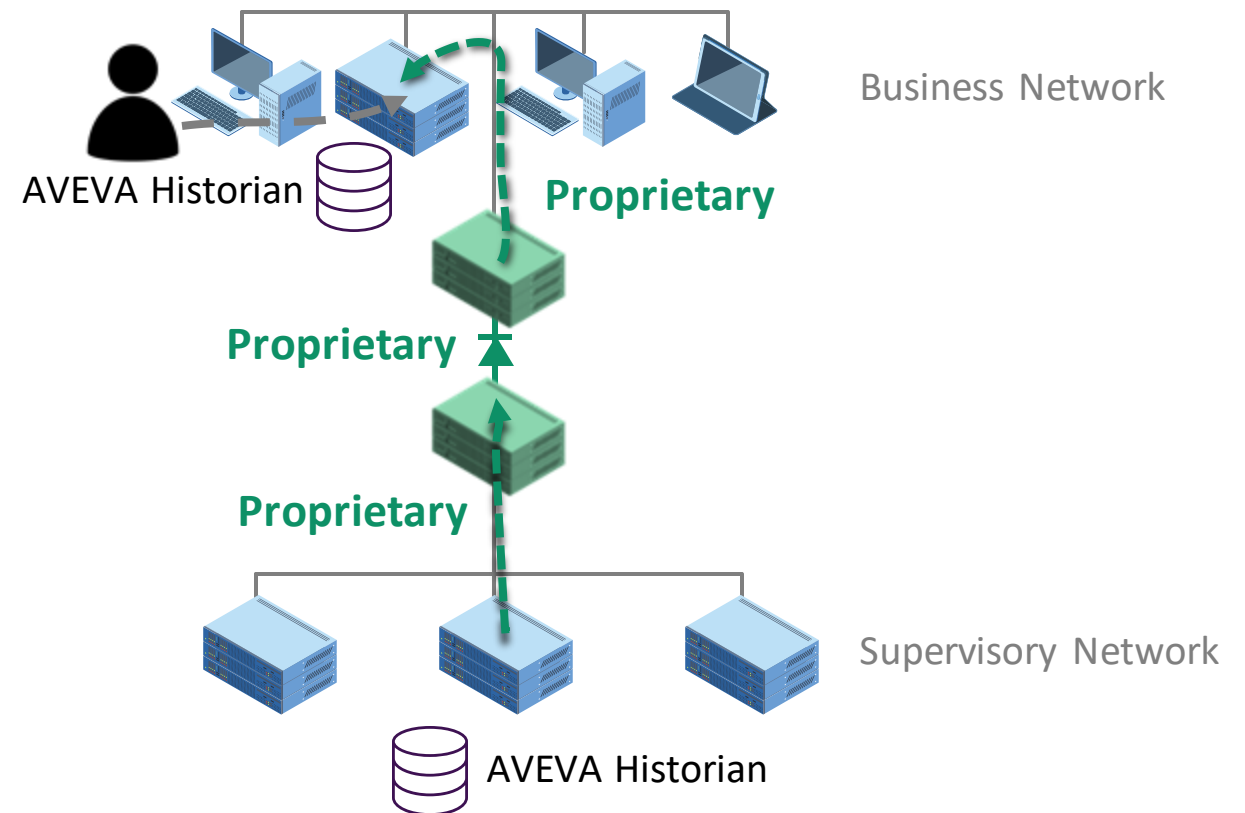 Business Network
AVEVA Historian
Proprietary
Proprietary
Proprietary
Supervisory Network
AVEVA Historian